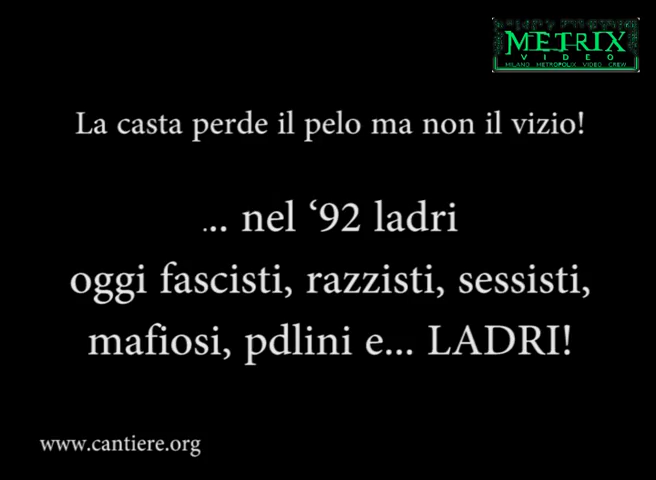 METRIX
VIDEO
MILANO METROPOLIX VIDEO CREW
La casta perde il pelo ma non il vizio!
... nel ‘92 ladri
oggi fascisti, razzisti, sessisti,
mafiosi, pdlini e... LADRI!
www.cantiere.org